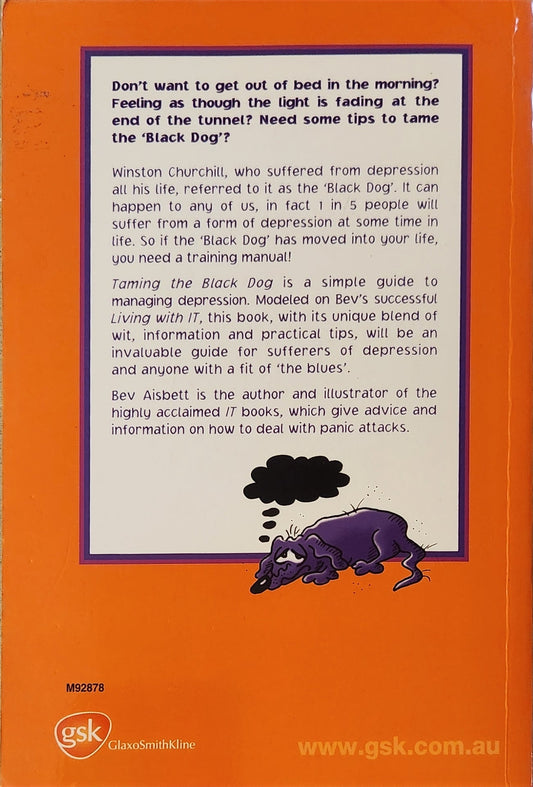 Don't want to get out of bed in the morning?
Feeling as though the light is fading at the
end of the tunnel? Need some tips to tame
the 'Black Dog'?
Winston Churchill, who suffered from depression
all his life, referred to it as the 'Black Dog'. It can
happen to any of us, in fact 1 in 5 people will
suffer from a form of depression at some time in
life. So if the 'Black Dog' has moved into your life,
you need a training manual!
Taming the Black Dog is a simple guide to
managing depression. Modeled on Bev's successful
Living with IT, this book, with its unique blend of
wit, information and practical tips, will be an
invaluable guide for sufferers of depression
and anyone with a fit of 'the blues'.
Bev Aisbett is the author and illustrator of the
highly acclaimed IT books, which give advice and
information on how to deal with panic attacks.
M92878
gsk GlaxoSmithKline
www.gsk.com.au